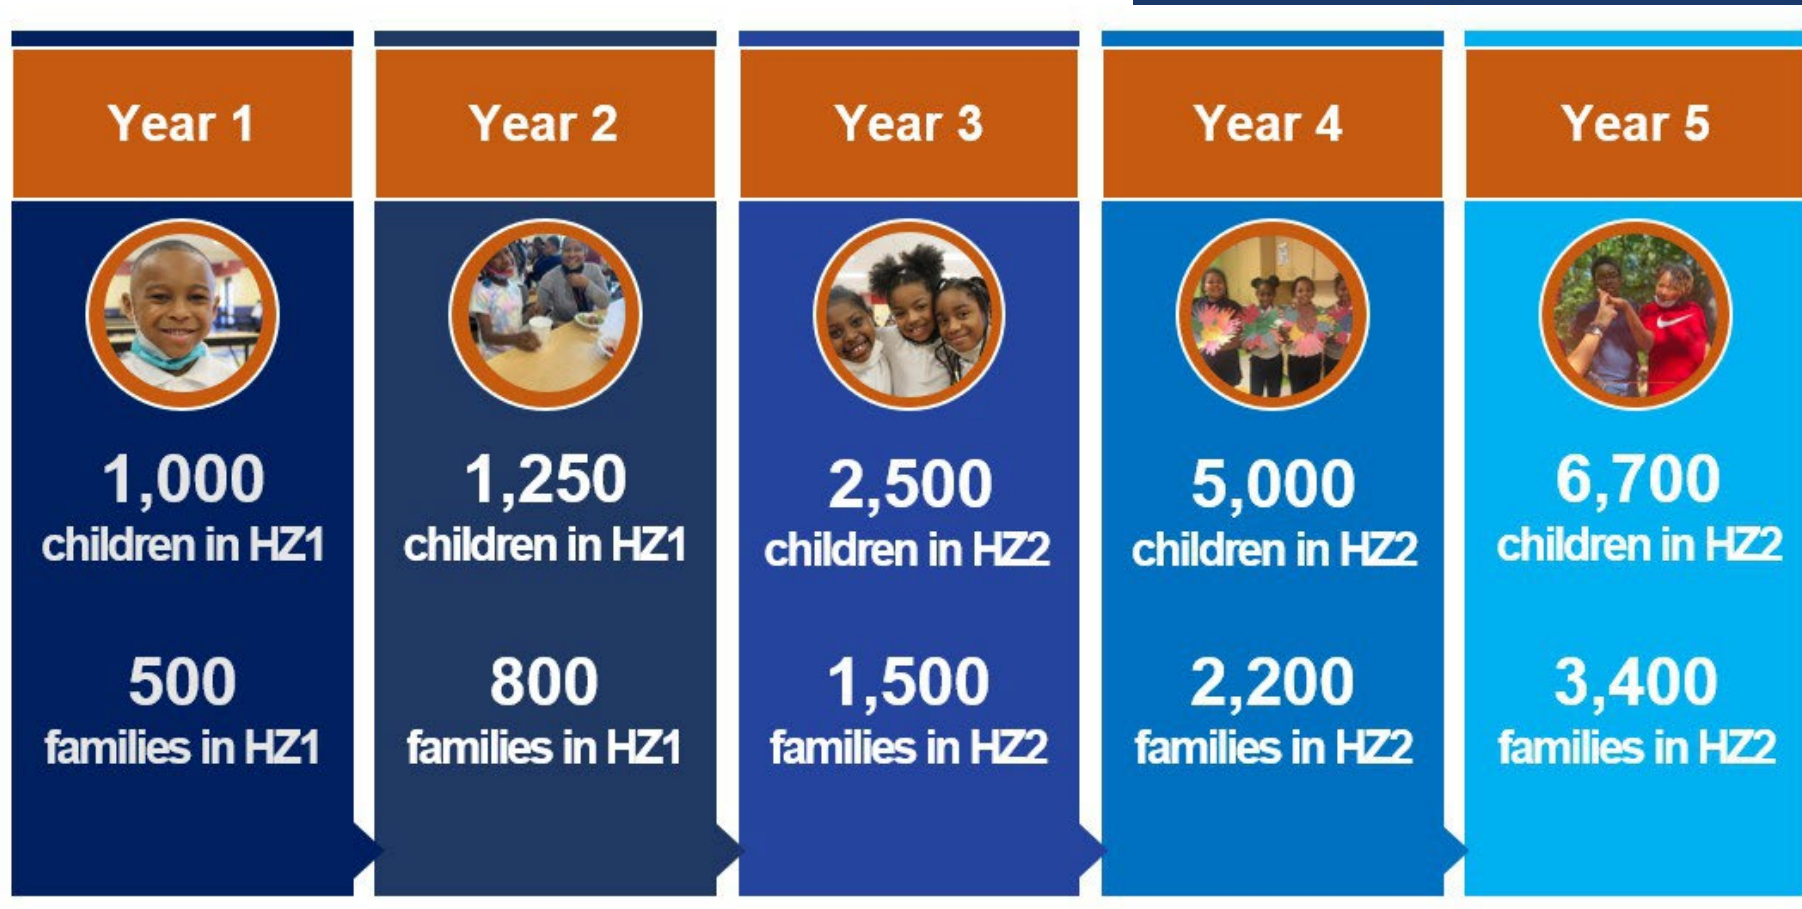 Year 1
1,000
children in HZ1
500
families in HZ1
Year 2
1,250
children in HZ1
800
families in HZ1
Year 3
2,500
children in HZ2
1,500
families in HZ2
Year 4
5,000
children in HZ2
2,200
families in HZ2
Year 5
6,700
children in HZ2
3,400
families in HZ2